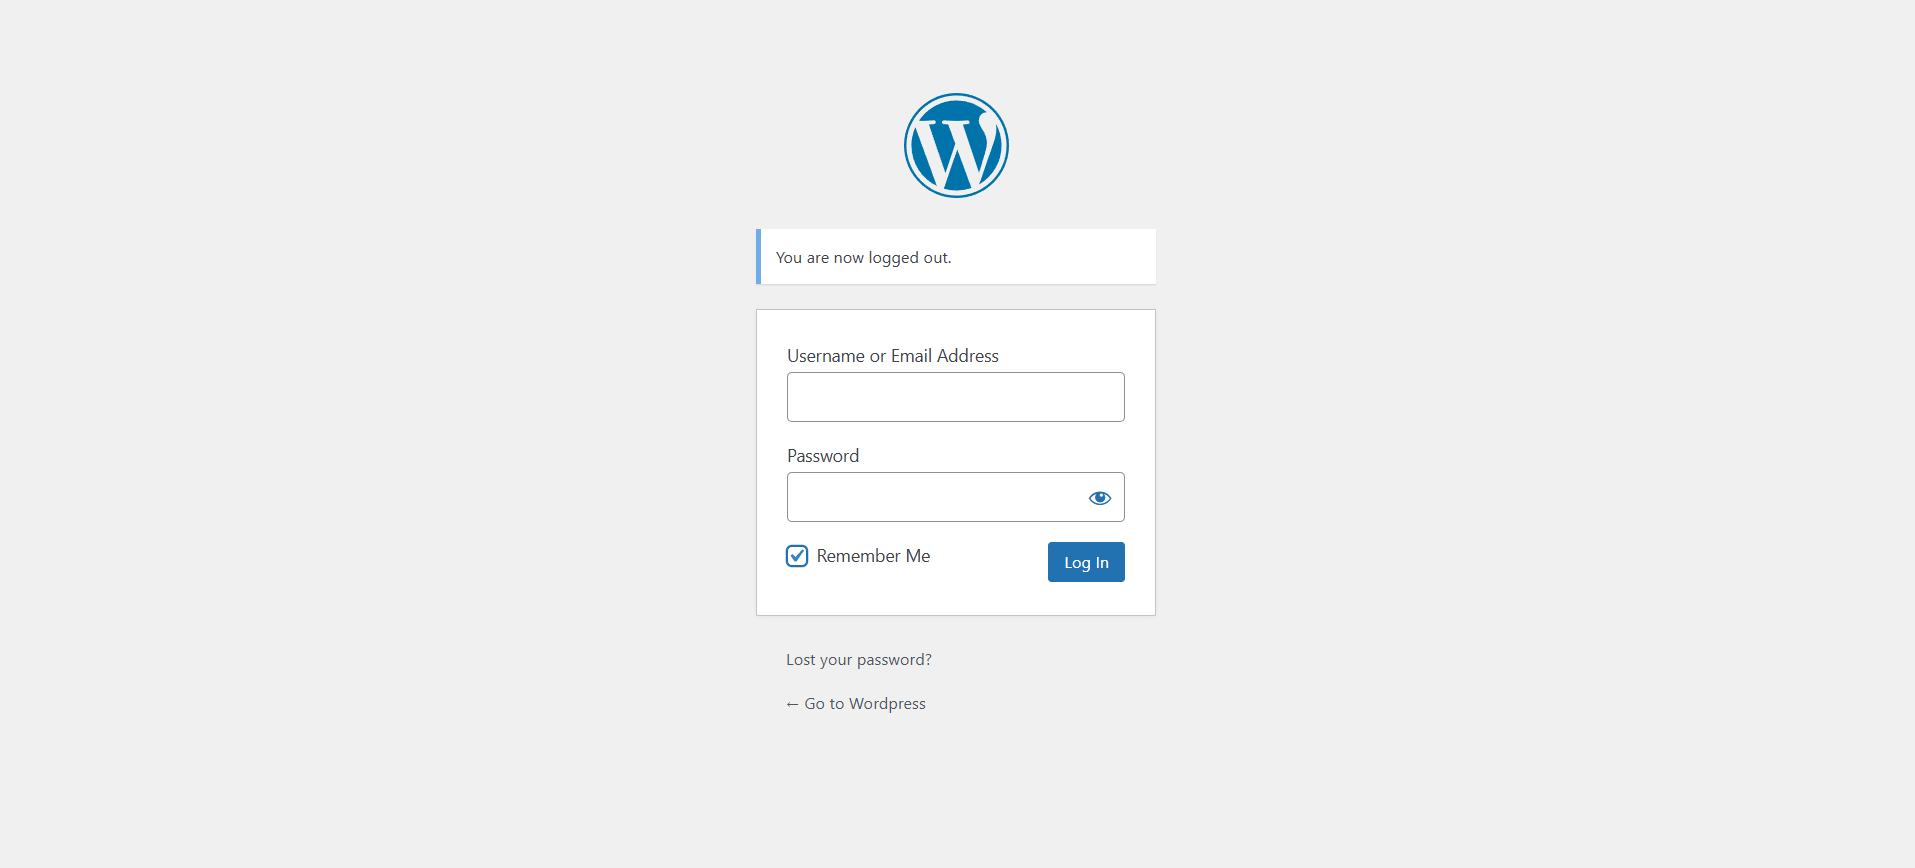 You are now logged out.
Username or Email Address
Password
Remember Me
Log In
Lost your password?
← Go to Wordpress